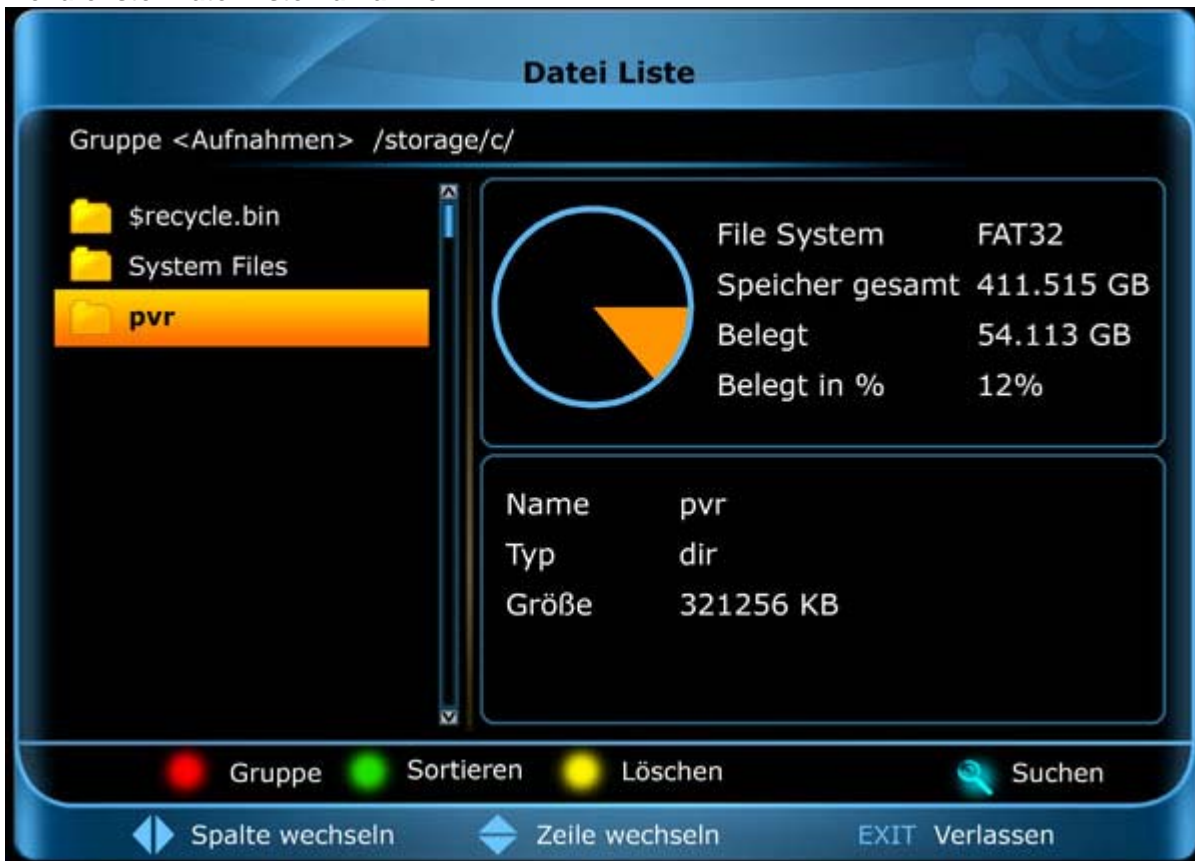 Datei Liste
Gruppe <Aufnahmen> /storage/c/
$recycle.bin
System Files
pvr
File System FAT32
Speicher gesamt 411.515 GB
Belegt 54.113 GB
Belegt in % 12%
Name pvr
Typ dir
Größe 321256 KB
Gruppe Sortieren Löschen Suchen
Spalte wechseln Zeile wechseln EXIT Verlassen